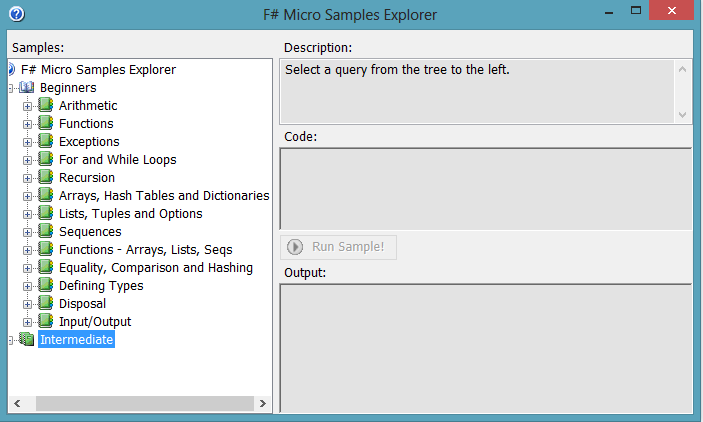 F# Micro Samples Explorer
Samples:
F# Micro Samples Explorer
Beginners
Arithmetic
Functions
Exceptions
For and While Loops
Recursion
Arrays, Hash Tables and Dictionaries
Lists, Tuples and Options
Sequences
Functions - Arrays, Lists, Seqs
Equality, Comparison and Hashing
Defining Types
Disposal
Input/Output
Intermediate
Description:
Select a query from the tree to the left.
Code:
Run Sample!
Output: